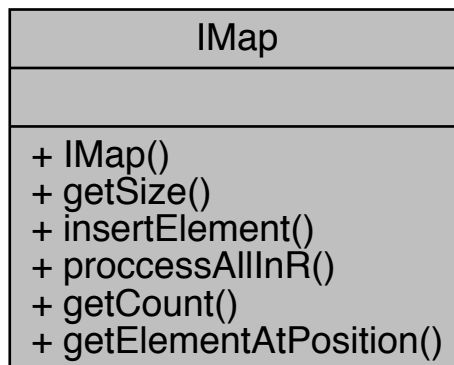 IMap
+ IMap()
+ getSize()
+ insertElement()
+ proccessAllInR()
+ getCount()
+ getElementAtPosition()